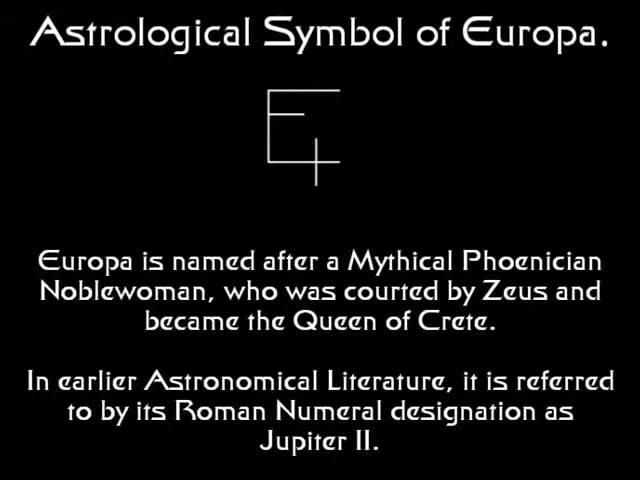 Astrological Symbol of Europa.
Europa is named after a Mythical Phoenician
Noblewoman, who was courted by Zeus and
became the Queen of Crete.
In earlier Astronomical Literature, it is referred
to by its Roman Numeral designation as
Jupiter II.